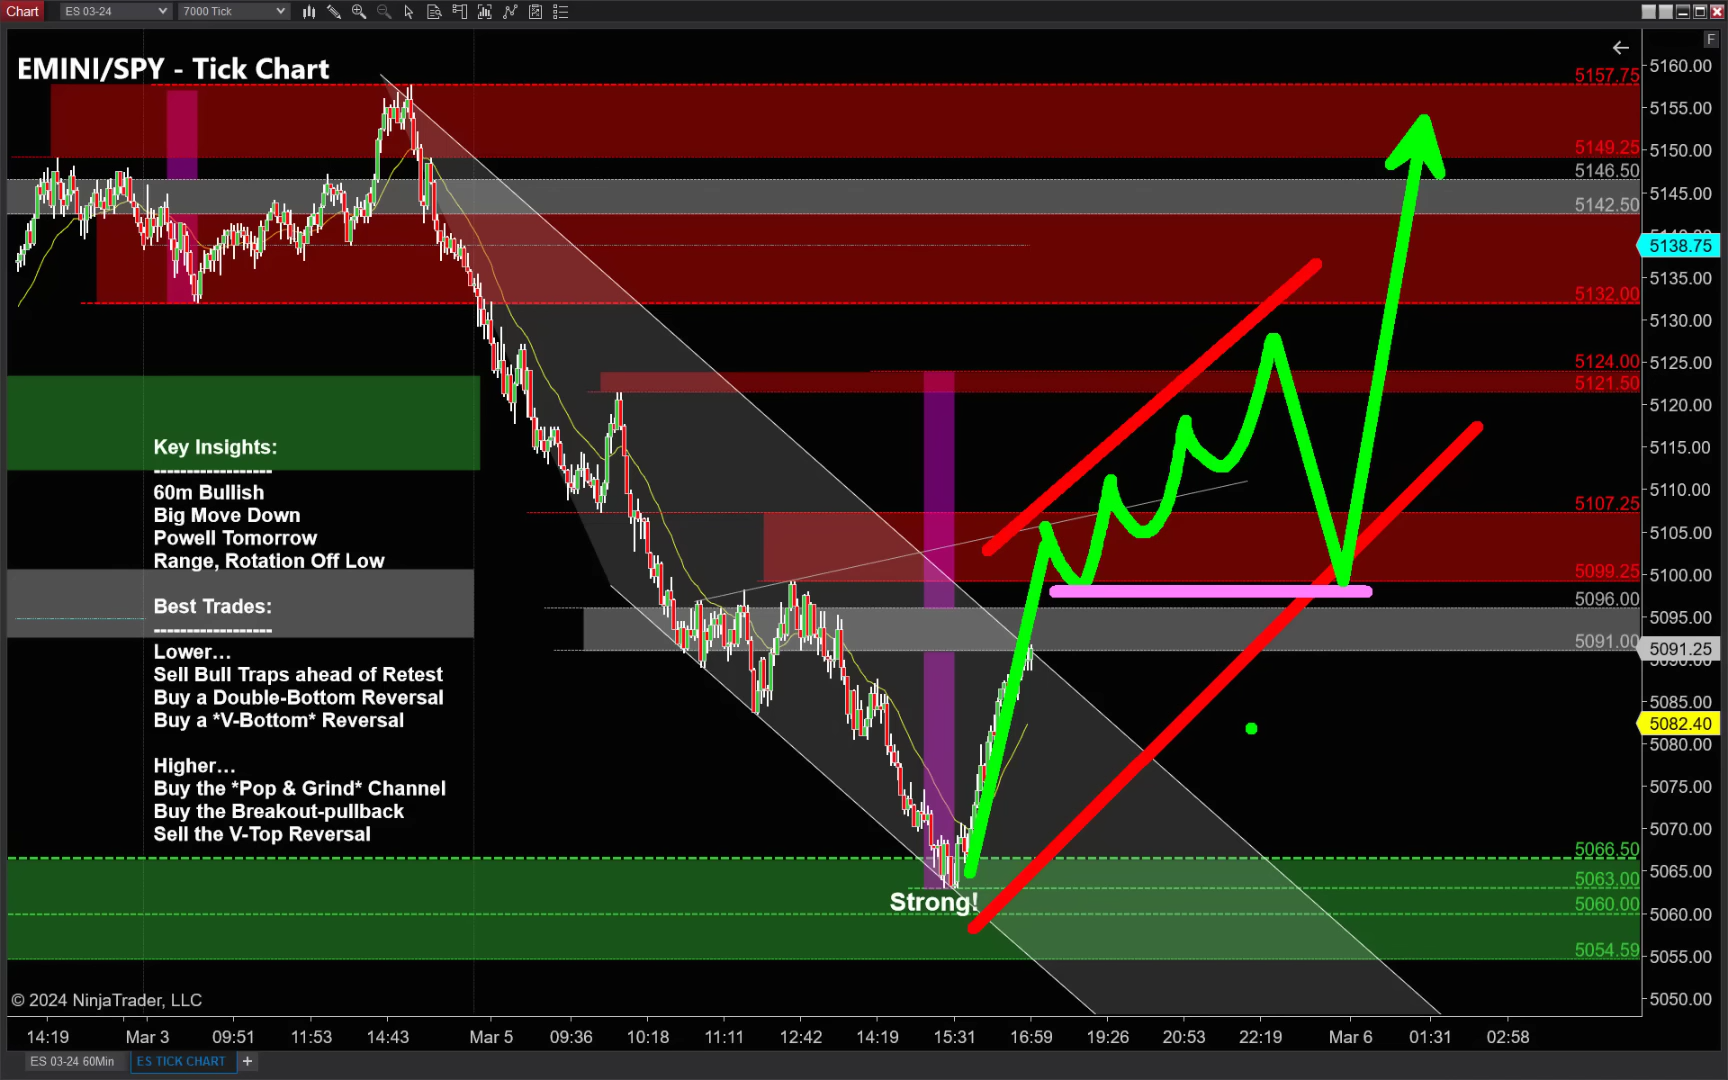 Chart
ES 03-24
7000 Tick
F
EMINI/SPY - Tick Chart
5157.75
5149.25
5146.50
5142.50
5132.00
5124.00
5121.50
5107.25
5099.25
5096.00
5091.00
5066.50
5063.00
5060.00
5054.59
5160.00
5155.00
5150.00
5145.00
5138.75
5135.00
5130.00
5125.00
5120.00
5115.00
5110.00
5105.00
5100.00
5095.00
5091.25
5085.00
5082.40
5080.00
5075.00
5070.00
5065.00
5060.00
5055.00
5050.00
Key Insights:
------------------
60m Bullish
Big Move Down
Powell Tomorrow
Range, Rotation Off Low
Best Trades:
------------------
Lower...
Sell Bull Traps ahead of Retest
Buy a Double-Bottom Reversal
Buy a *V-Bottom* Reversal
Higher...
Buy the *Pop & Grind* Channel
Buy the Breakout-pullback
Sell the V-Top Reversal
Strong!
© 2024 NinjaTrader, LLC
14:19 Mar 3 09:51 11:53 14:43 Mar 5 09:36 10:18 11:11 12:42 14:19 15:31 16:59 19:26 20:53 22:19 Mar 6 01:31 02:58
ES 03-24 60Min
ES TICK CHART
+